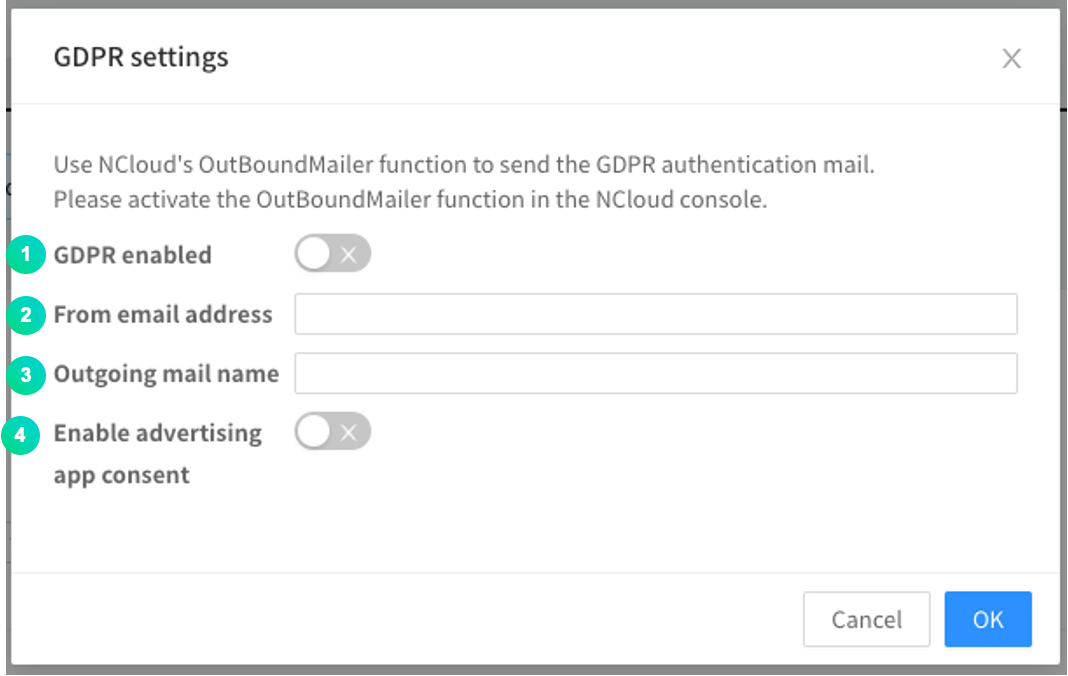 GDPR settings
Use NCloud's OutBoundMailer function to send the GDPR authentication mail.
Please activate the OutBoundMailer function in the NCloud console.
1 GDPR enabled
2 From email address
3 Outgoing mail name
4 Enable advertising
app consent
Cancel OK